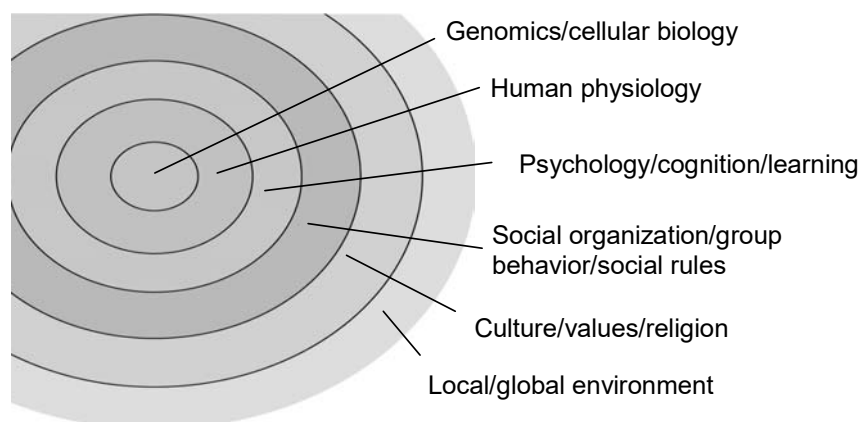 Genomics/cellular biology
Human physiology
Psychology/cognition/learning
Social organization/group
behavior/social rules
Culture/values/religion
Local/global environment